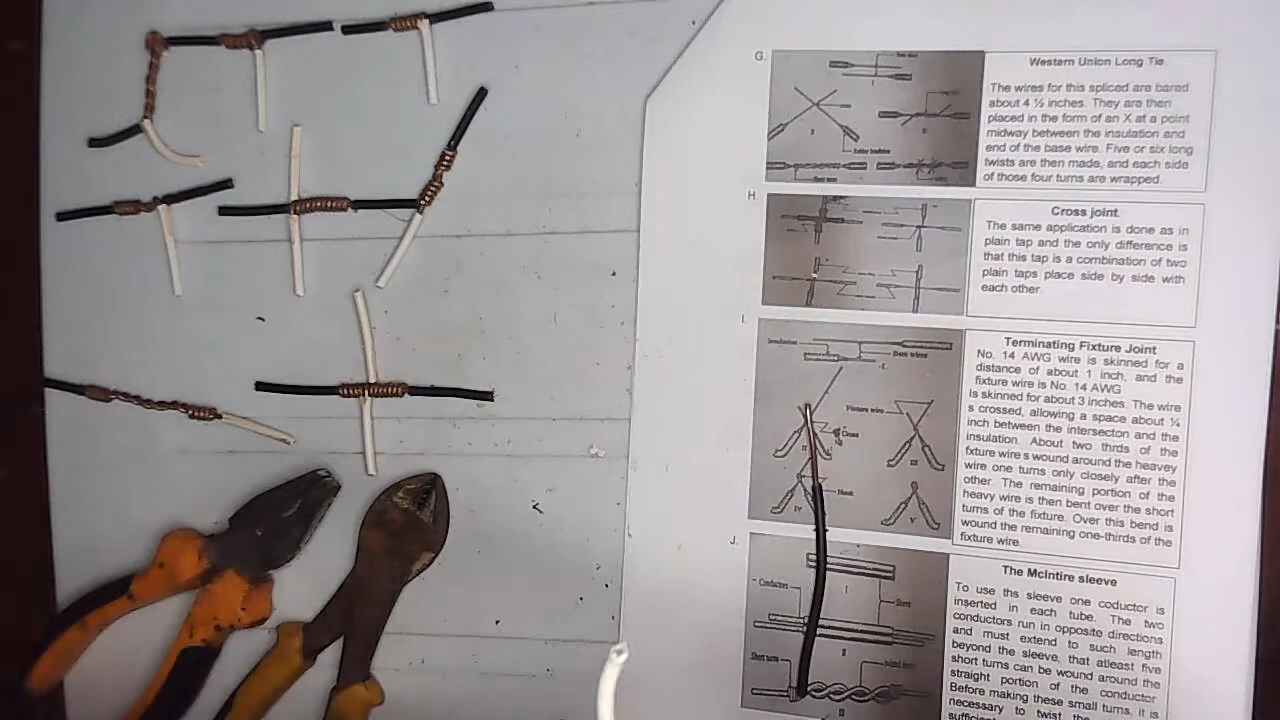 G.
Western Union Long Tie
The wires for this spliced are bared
about 4 ½ inches. They are then
placed in the form of an X at a point
midway between the insulation and
end of the base wire. Five or six long
twists are then made, and each side
of those four turns are wrapped.
H.
Cross joint.
The same application is done as in
plain tap and the only difference is
that this tap is a combination of two
plain taps place side by side with
each other
I.
Insulation
Bare wires
Fixture wire
Cross
Hook
Terminating Fixture Joint
No. 14 AWG wire is skinned for a
distance of about 1 inch, and the
fixture wire is No. 14 AWG
is skinned for about 3 inches. The wire
s crossed, allowing a space about ¼
inch between the intersecton and the
insulation. About two thrds of the
fxture wire s wound around the heavey
wire one turns only closely after the
other. The remaining portion of the
heavy wire is then bent over the short
turns of the fixture. Over this bend is
wound the remaining one-thirds of the
fixture wire.
J.
Conductors
Short turns
The McIntire sleeve
To use ths sleeve one coductor is
inserted in each tube. The two
conductors run in opposite directions
and must extend to such length
beyond the sleeve, that atleast five
short turns can be wound around the
straight portion of the conductor
Before making these small turns, it is
necessary to twist the